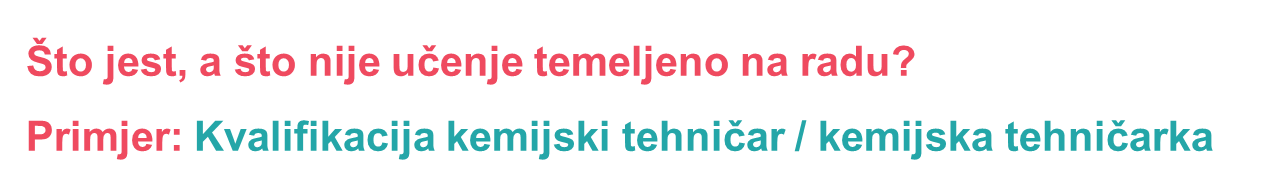 Što jest, a što nije učenje temeljeno na radu?
Primjer: Kvalifikacija kemijski tehničar / kemijska tehničarka